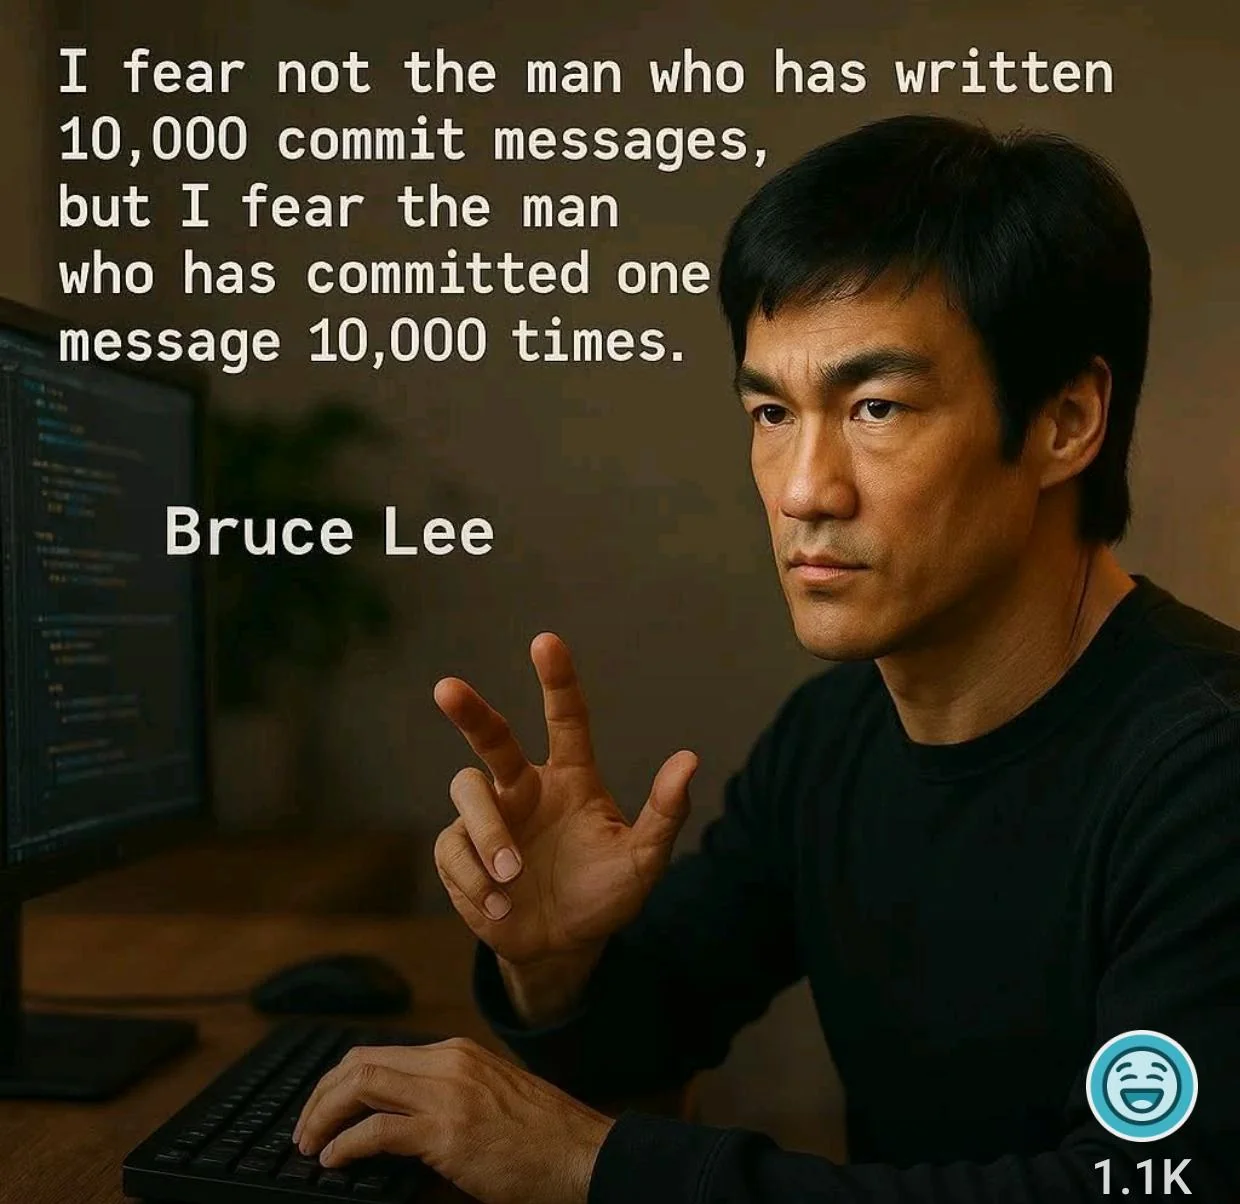 I fear not the man who has written
10,000 commit messages,
but I fear the man
who has committed one
message 10,000 times.
Bruce Lee
1.1K